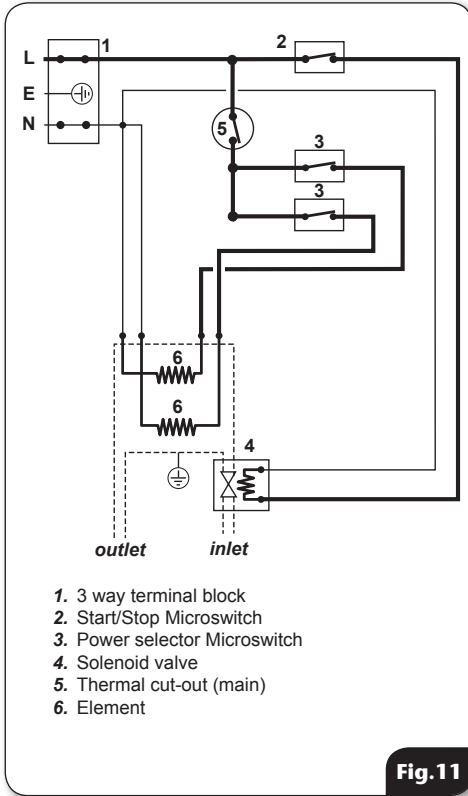 1
2
L
E
5
N
3
3
6
6
4
outlet inlet
1. 3 way terminal block
2. Start/Stop Microswitch
3. Power selector Microswitch
4. Solenoid valve
5. Thermal cut-out (main)
6. Element
Fig.11